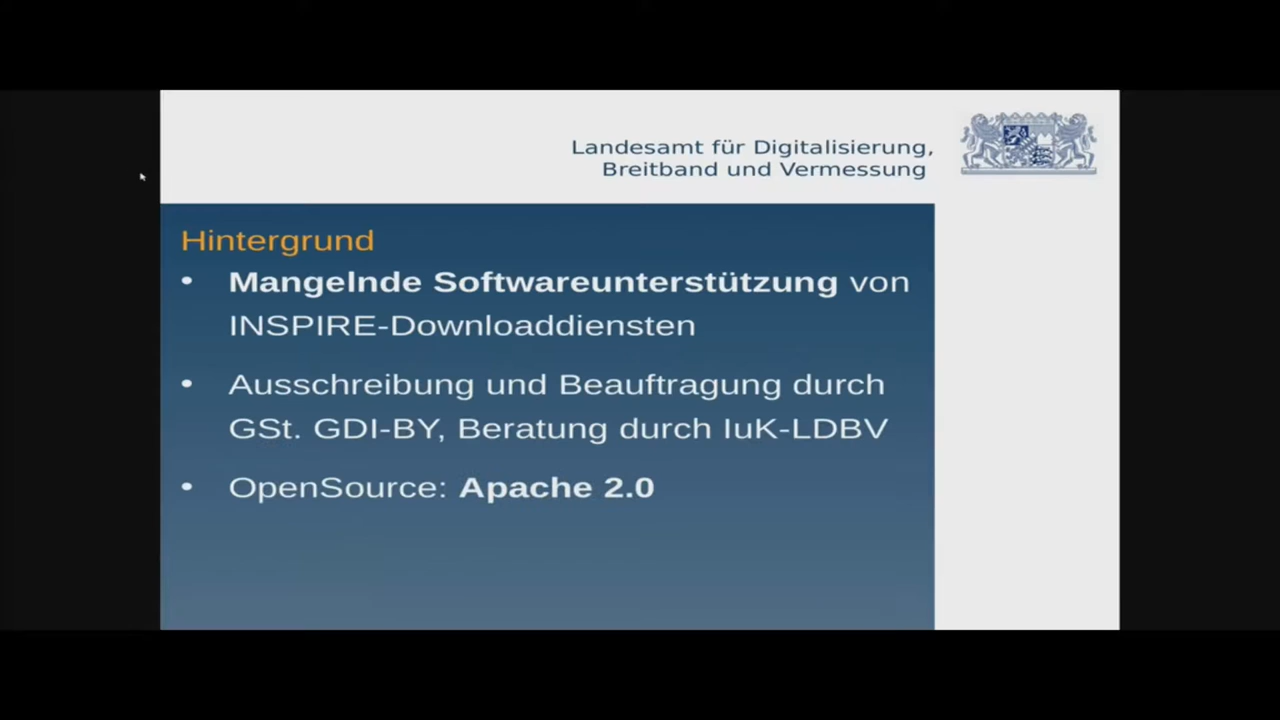 Landesamt für Digitalisierung,
Breitband und Vermessung
Hintergrund
• Mangelnde Softwareunterstützung von
INSPIRE-Downloaddiensten
• Ausschreibung und Beauftragung durch
GSt. GDI-BY, Beratung durch IuK-LDBV
• OpenSource: Apache 2.0